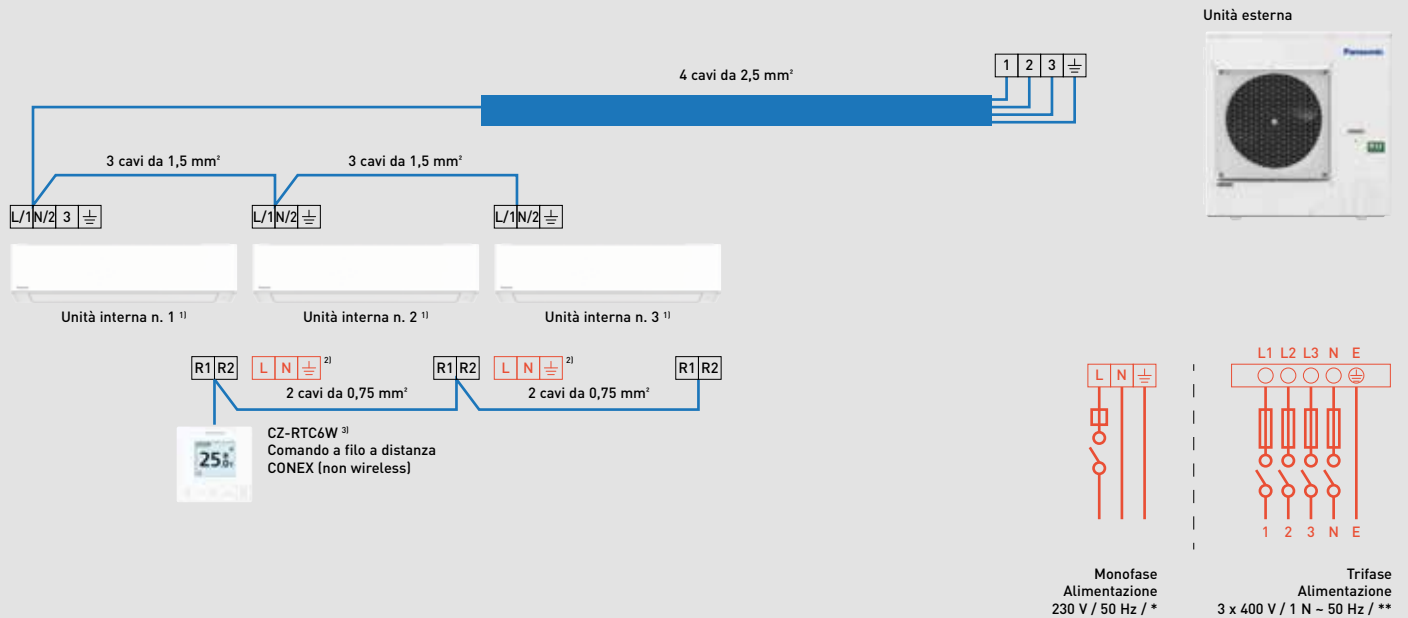 Unità esterna
Panasonic
4 cavi da 2,5 mm²
1 2 3 ⏚
3 cavi da 1,5 mm²
3 cavi da 1,5 mm²
L/1 N/2 3 ⏚
L/1 N/2 ⏚
L/1 N/2 ⏚
Unità interna n. 1 ¹⁾
Unità interna n. 2 ¹⁾
Unità interna n. 3 ¹⁾
R1 R2
L N ⏚ ²⁾
R1 R2
L N ⏚ ²⁾
R1 R2
2 cavi da 0,75 mm²
2 cavi da 0,75 mm²
CZ-RTC6W ³⁾
Comando a filo a distanza
CONEX (non wireless)
L N ⏚
L1 L2 L3 N E
1 2 3 N E
Monofase
Alimentazione
230 V / 50 Hz / *
Trifase
Alimentazione
3 x 400 V / 1 N ~ 50 Hz / **